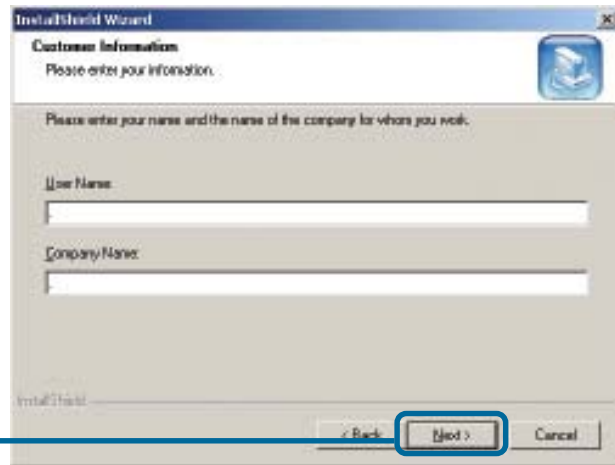 InstallShield Wizard
Customer Information
Please enter your information.
Please enter your name and the name of the company for whom you work.
User Name:
.
Company Name:
.
InstallShield
< Back Next > Cancel